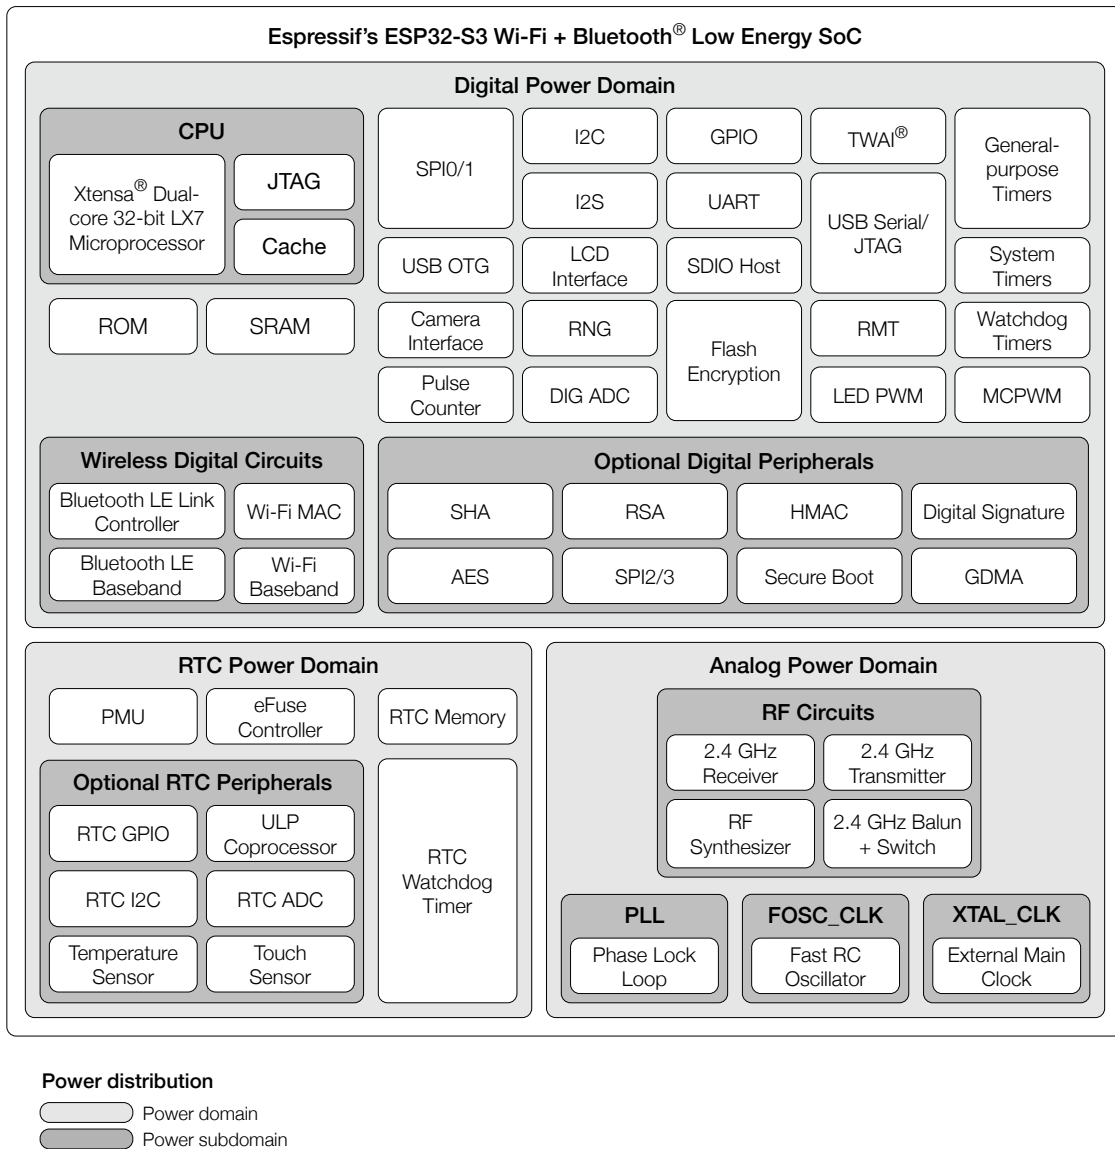 Espressif's ESP32-S3 Wi-Fi + Bluetooth® Low Energy SoC
Digital Power Domain
CPU
Xtensa® Dual-
core 32-bit LX7
Microprocessor
JTAG
Cache
ROM
SRAM
SPI0/1
I2C
GPIO
TWAI®
General-
purpose
Timers
I2S
UART
USB Serial/
JTAG
USB OTG
LCD
Interface
SDIO Host
System
Timers
Camera
Interface
RNG
Flash
Encryption
RMT
Watchdog
Timers
Pulse
Counter
DIG ADC
LED PWM
MCPWM
Wireless Digital Circuits
Bluetooth LE Link
Controller
Wi-Fi MAC
Bluetooth LE
Baseband
Wi-Fi
Baseband
Optional Digital Peripherals
SHA
RSA
HMAC
Digital Signature
AES
SPI2/3
Secure Boot
GDMA
RTC Power Domain
PMU
eFuse
Controller
RTC Memory
Optional RTC Peripherals
RTC GPIO
ULP
Coprocessor
RTC I2C
RTC ADC
Temperature
Sensor
Touch
Sensor
RTC
Watchdog
Timer
Analog Power Domain
RF Circuits
2.4 GHz
Receiver
2.4 GHz
Transmitter
RF
Synthesizer
2.4 GHz Balun
+ Switch
PLL
Phase Lock
Loop
FOSC_CLK
Fast RC
Oscillator
XTAL_CLK
External Main
Clock
Power distribution
Power domain
Power subdomain